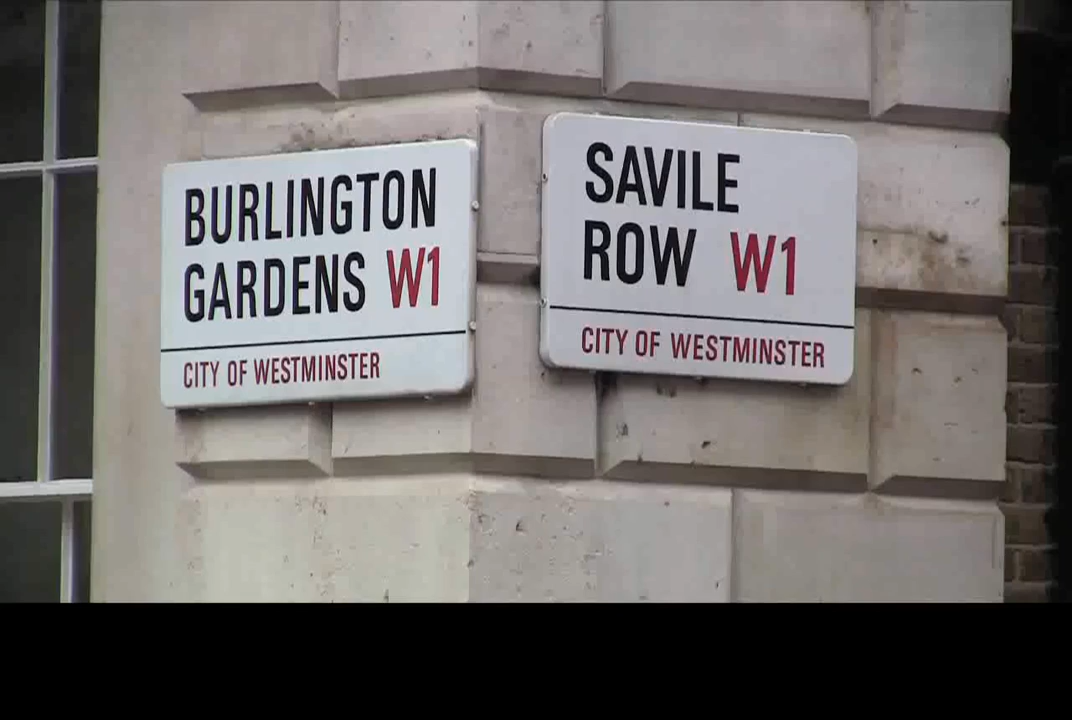 BURLINGTON
GARDENS W1
CITY OF WESTMINSTER
SAVILE
ROW W1
CITY OF WESTMINSTER